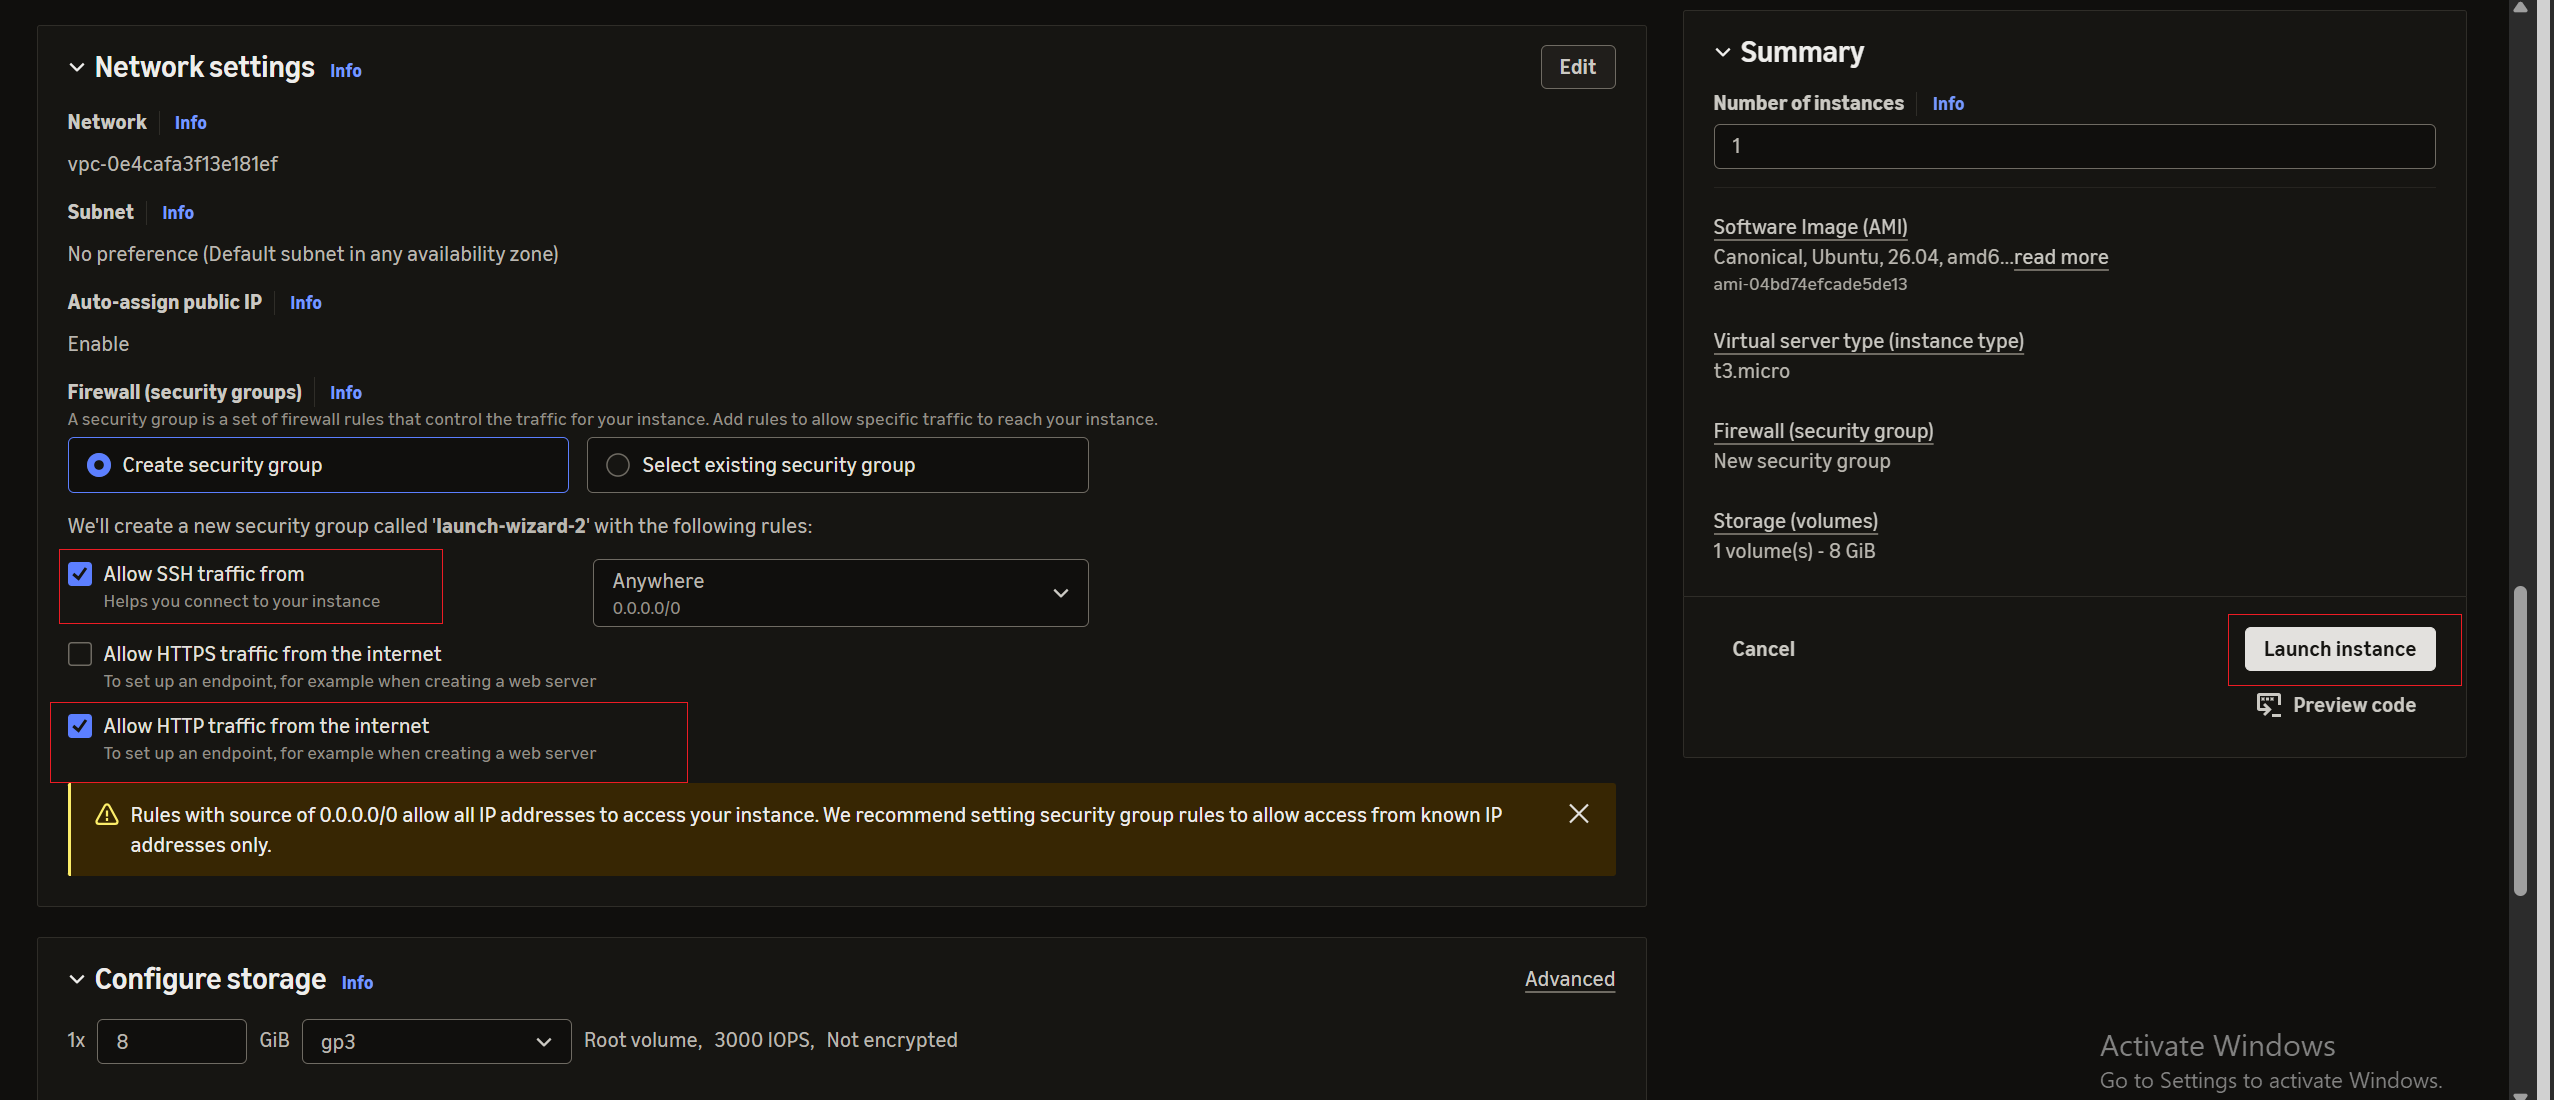 Network settings Info
Edit
Network Info
vpc-0e4cafa3f13e181ef
Subnet Info
No preference (Default subnet in any availability zone)
Auto-assign public IP Info
Enable
Firewall (security groups) Info
A security group is a set of firewall rules that control the traffic for your instance. Add rules to allow specific traffic to reach your instance.
Create security group
Select existing security group
We'll create a new security group called 'launch-wizard-2' with the following rules:
Allow SSH traffic from
Helps you connect to your instance
Anywhere
0.0.0.0/0
Allow HTTPS traffic from the internet
To set up an endpoint, for example when creating a web server
Allow HTTP traffic from the internet
To set up an endpoint, for example when creating a web server
Rules with source of 0.0.0.0/0 allow all IP addresses to access your instance. We recommend setting security group rules to allow access from known IP
addresses only.
Configure storage Info
Advanced
1x 8 GiB gp3 Root volume, 3000 IOPS, Not encrypted
Summary
Number of instances Info
1
Software Image (AMI)
Canonical, Ubuntu, 26.04, amd6...read more
ami-04bd74efcade5de13
Virtual server type (instance type)
t3.micro
Firewall (security group)
New security group
Storage (volumes)
1 volume(s) - 8 GiB
Cancel
Launch instance
Preview code
Activate Windows
Go to Settings to activate Windows.